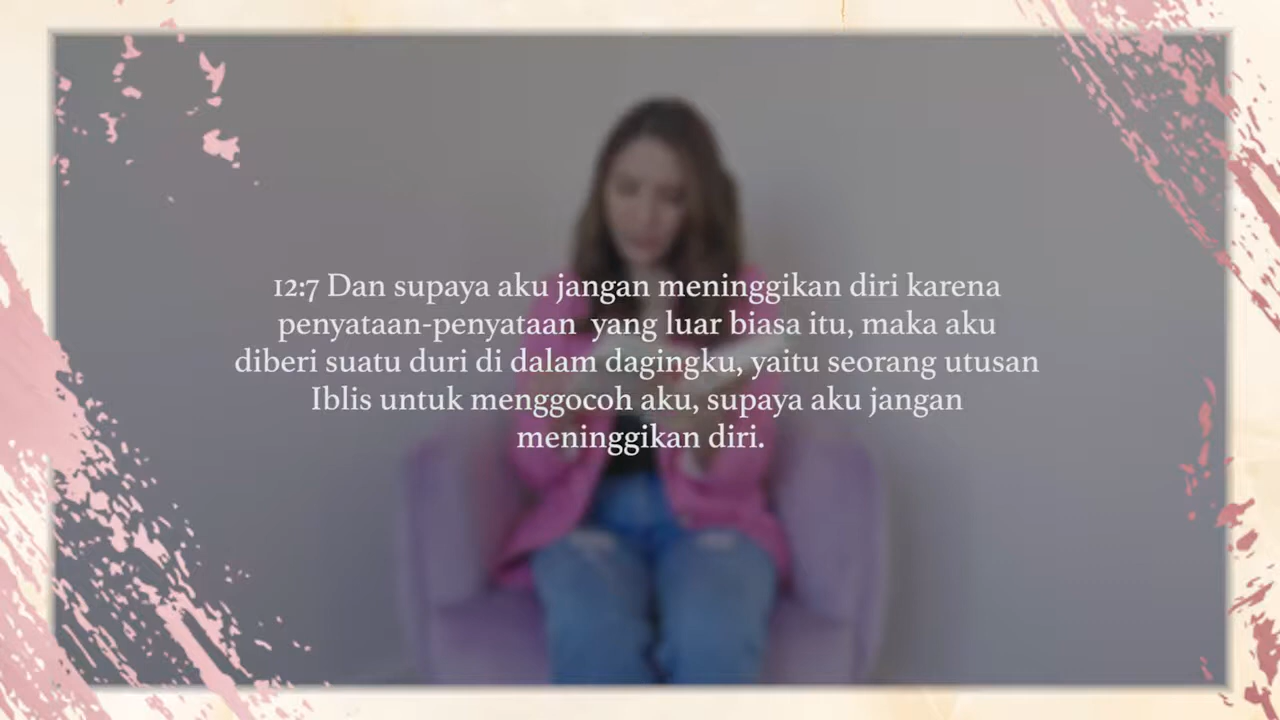 12:7 Dan supaya aku jangan meninggikan diri karena
penyataan-penyataan  yang luar biasa itu, maka aku
diberi suatu duri di dalam dagingku, yaitu seorang utusan
Iblis untuk menggocoh aku, supaya aku jangan
meninggikan diri.